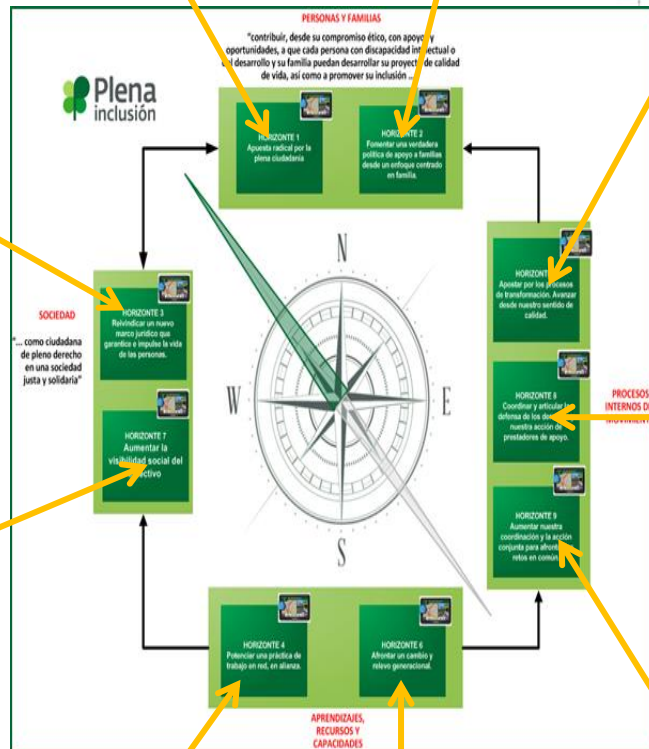 PERSONAS Y FAMILIAS
"contribuir, desde su compromiso ético, con apoyos y
oportunidades, a que cada persona con discapacidad intelectual o
del desarrollo y su familia puedan desarrollar su proyecto de calidad
de vida, así como a promover su inclusión ...
Plena
inclusión
HORIZONTE 1
Apuesta radical por la
plena ciudadanía
HORIZONTE 2
Fomentar una verdadera
política de apoyo a familias
desde un enfoque centrado
en familia.
SOCIEDAD
"... como ciudadana
de pleno derecho
en una sociedad
justa y solidaria"
HORIZONTE 3
Reivindicar un nuevo
marco jurídico que
garantice e impulse la vida
de las personas.
HORIZONTE 7
Aumentar la
visibilidad social del
N
W
E
S
HORIZONTE
Apostar por los procesos
de transformación. Avanzar
desde nuestro sentido de
calidad.
HORIZONTE 8
Coordinar y articular la
defensa de los
nuestra acción de
prestadores de apoyo.
HORIZONTE 9
Aumentar nuestra
coordinación y la acción
conjunta para
retos en común.
PROCESOS
INTERNOS
HORIZONTE 4
Potenciar una práctica de
trabajo en red, en alianza.
HORIZONTE 6
Afrontar un cambio y
relevo generacional.
APRENDIZAJES,
RECURSOS Y
CAPACIDADES